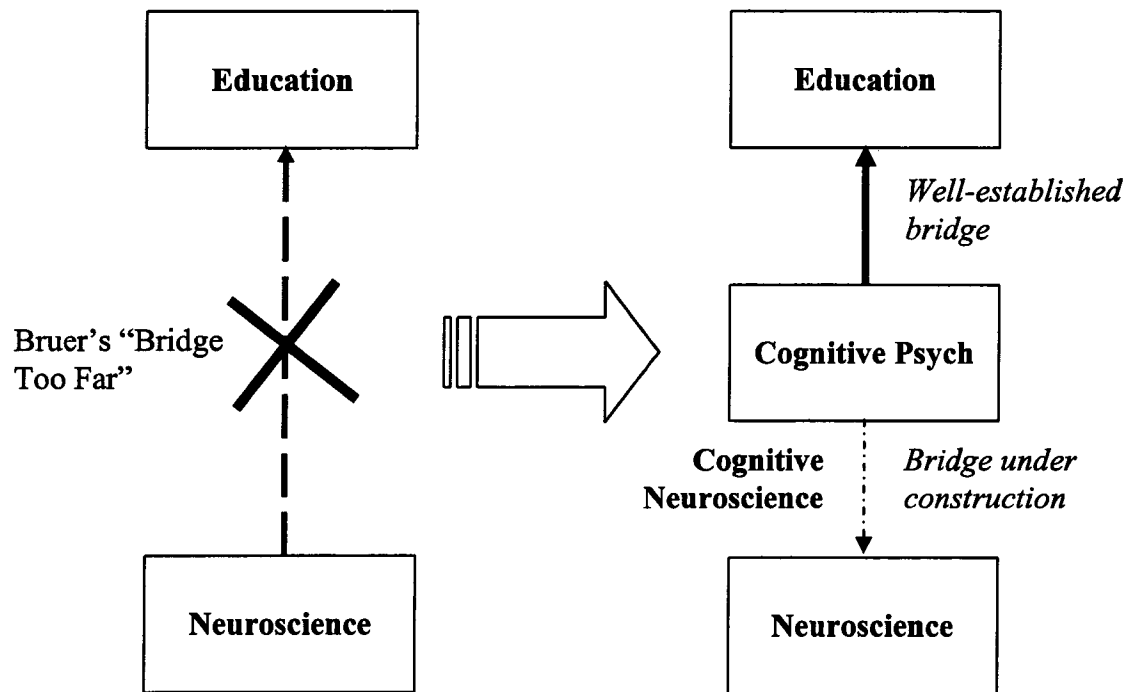 Education
Bruer’s “Bridge
Too Far”
Neuroscience
Education
Well-established
bridge
Cognitive Psych
Cognitive
Neuroscience
Bridge under
construction
Neuroscience